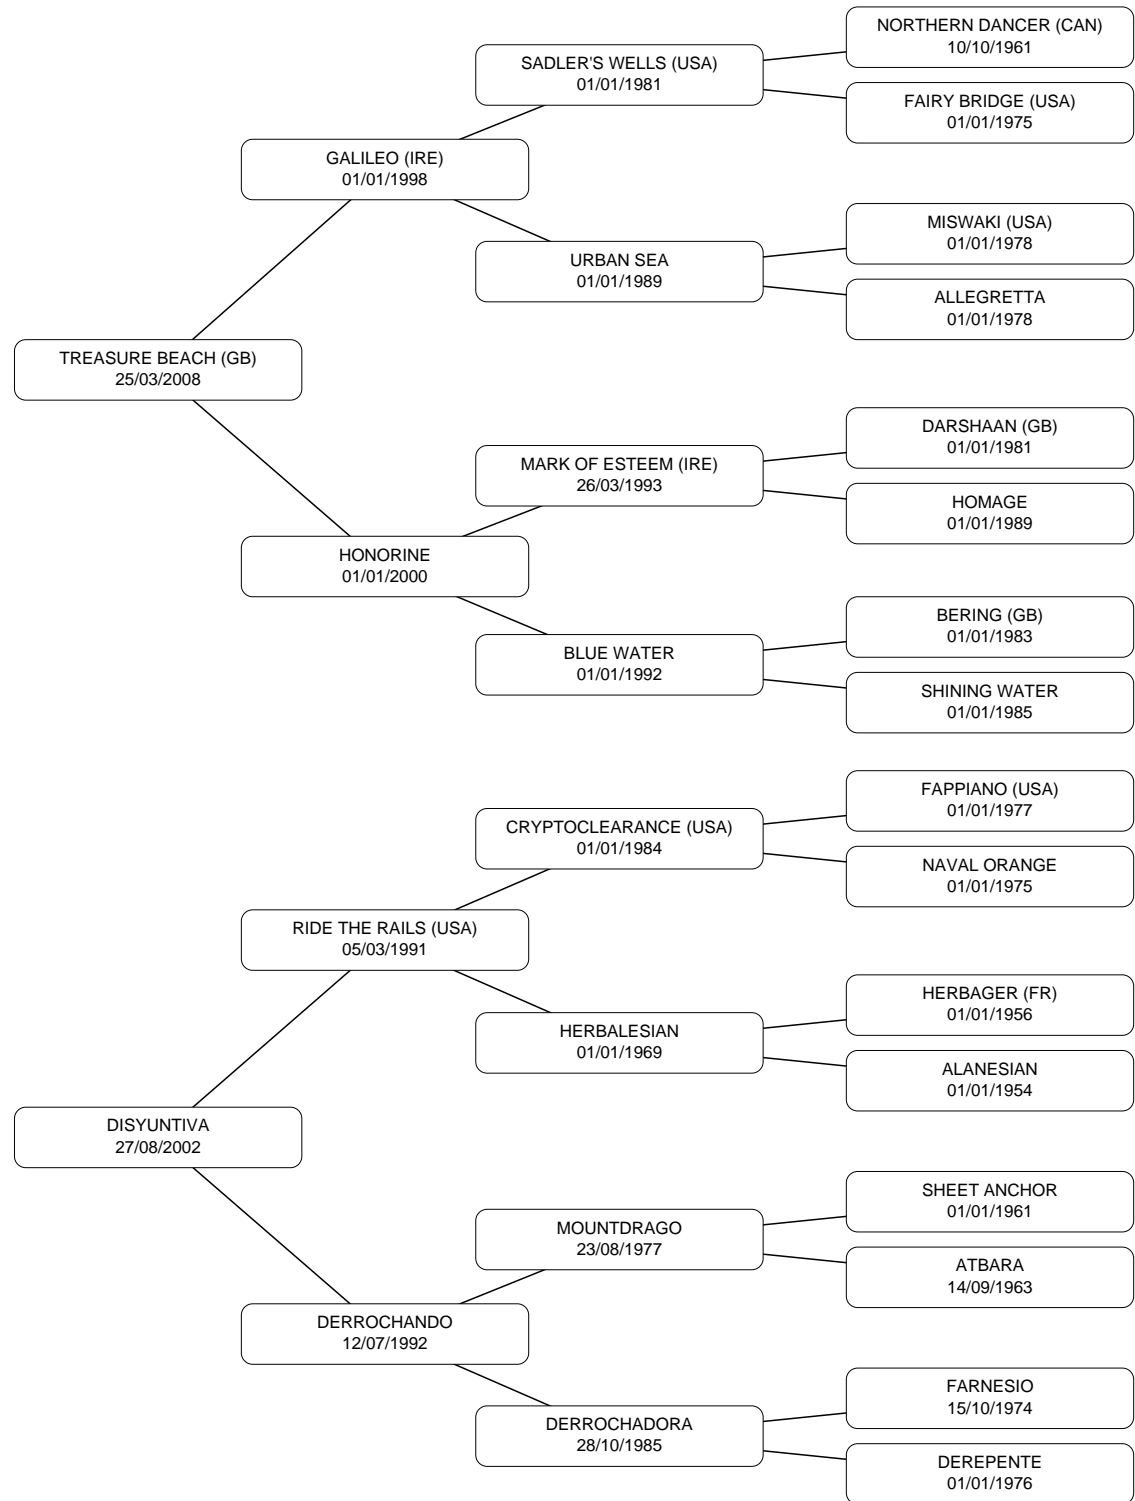 NORTHERN DANCER (CAN)
10/10/1961
SADLER'S WELLS (USA)
01/01/1981
FAIRY BRIDGE (USA)
01/01/1975
GALILEO (IRE)
01/01/1998
MISWAKI (USA)
01/01/1978
URBAN SEA
01/01/1989
ALLEGRETTA
01/01/1978
TREASURE BEACH (GB)
25/03/2008
DARSHAAN (GB)
01/01/1981
MARK OF ESTEEM (IRE)
26/03/1993
HOMAGE
01/01/1989
HONORINE
01/01/2000
BERING (GB)
01/01/1983
BLUE WATER
01/01/1992
SHINING WATER
01/01/1985
FAPPIANO (USA)
01/01/1977
CRYPTOCLEARANCE (USA)
01/01/1984
NAVAL ORANGE
01/01/1975
RIDE THE RAILS (USA)
05/03/1991
HERBAGER (FR)
01/01/1956
HERBALESIAN
01/01/1969
ALANESIAN
01/01/1954
DISYUNTIVA
27/08/2002
SHEET ANCHOR
01/01/1961
MOUNTDRAGO
23/08/1977
ATBARA
14/09/1963
DERROCHANDO
12/07/1992
FARNESIO
15/10/1974
DERROCHADORA
28/10/1985
DEREPENTE
01/01/1976